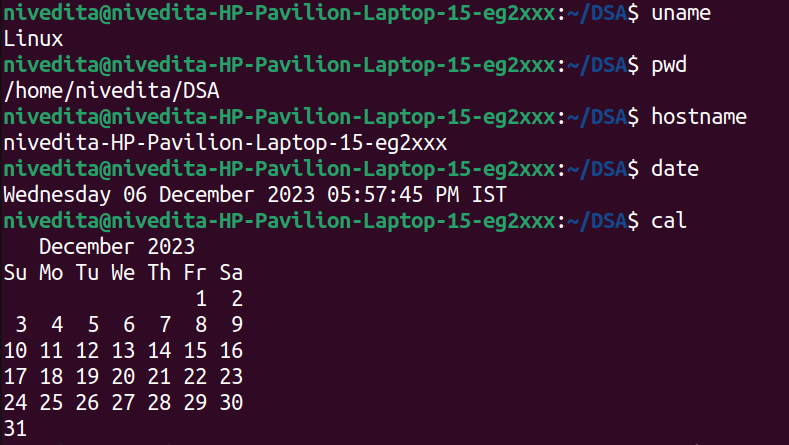 nivedita@nivedita-HP-Pavilion-Laptop-15-eg2xxx:~/DSA$ uname
Linux
nivedita@nivedita-HP-Pavilion-Laptop-15-eg2xxx:~/DSA$ pwd
/home/nivedita/DSA
nivedita@nivedita-HP-Pavilion-Laptop-15-eg2xxx:~/DSA$ hostname
nivedita-HP-Pavilion-Laptop-15-eg2xxx
nivedita@nivedita-HP-Pavilion-Laptop-15-eg2xxx:~/DSA$ date
Wednesday 06 December 2023 05:57:45 PM IST
nivedita@nivedita-HP-Pavilion-Laptop-15-eg2xxx:~/DSA$ cal
   December 2023
Su Mo Tu We Th Fr Sa
                1  2
 3  4  5  6  7  8  9
10 11 12 13 14 15 16
17 18 19 20 21 22 23
24 25 26 27 28 29 30
31